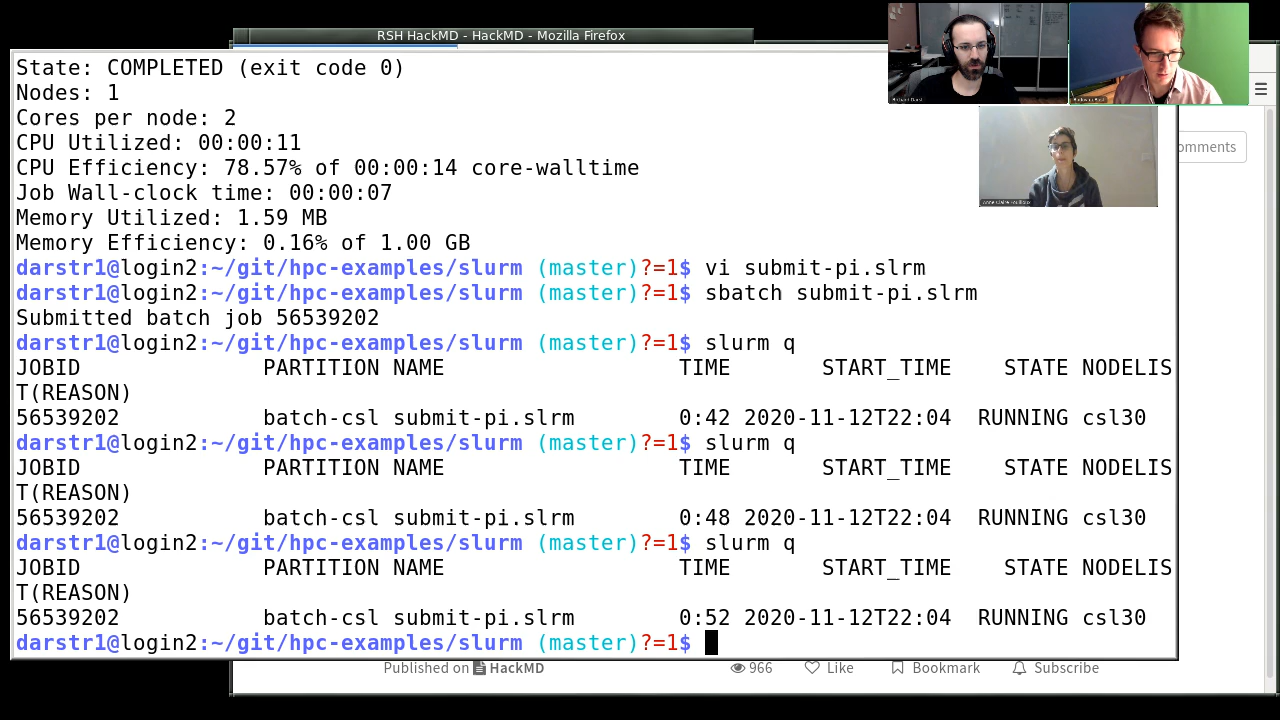 RSH HackMD - HackMD - Mozilla Firefox
State: COMPLETED (exit code 0)
Nodes: 1
Cores per node: 2
CPU Utilized: 00:00:11
CPU Efficiency: 78.57% of 00:00:14 core-walltime
Job Wall-clock time: 00:00:07
Memory Utilized: 1.59 MB
Memory Efficiency: 0.16% of 1.00 GB
darstr1@login2:~/git/hpc-examples/slurm (master)?=1$ vi submit-pi.slrm
darstr1@login2:~/git/hpc-examples/slurm (master)?=1$ sbatch submit-pi.slrm
Submitted batch job 56539202
darstr1@login2:~/git/hpc-examples/slurm (master)?=1$ slurm q
JOBID PARTITION NAME TIME START_TIME STATE NODELIS
T(REASON)
56539202 batch-csl submit-pi.slrm 0:42 2020-11-12T22:04 RUNNING csl30
darstr1@login2:~/git/hpc-examples/slurm (master)?=1$ slurm q
JOBID PARTITION NAME TIME START_TIME STATE NODELIS
T(REASON)
56539202 batch-csl submit-pi.slrm 0:48 2020-11-12T22:04 RUNNING csl30
darstr1@login2:~/git/hpc-examples/slurm (master)?=1$ slurm q
JOBID PARTITION NAME TIME START_TIME STATE NODELIS
T(REASON)
56539202 batch-csl submit-pi.slrm 0:52 2020-11-12T22:04 RUNNING csl30
darstr1@login2:~/git/hpc-examples/slurm (master)?=1$
omments
Published on HackMD 966 Like Bookmark Subscribe